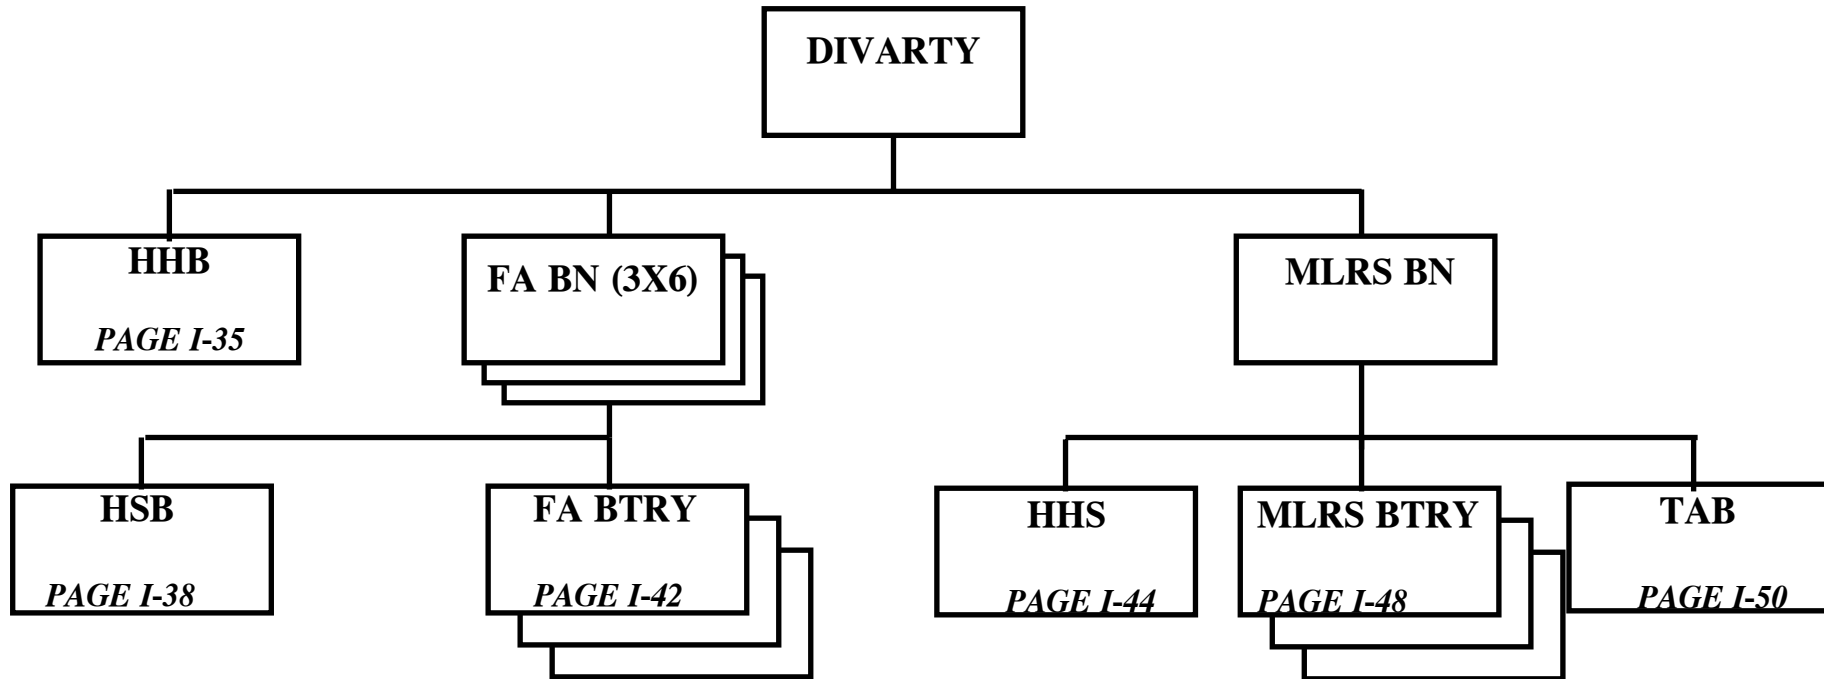 DIVARTY
HHB
PAGE I-35
FA BN (3X6)
MLRS BN
HSB
PAGE I-38
FA BTRY
PAGE I-42
HHS
PAGE I-44
MLRS BTRY
PAGE I-48
TAB
PAGE I-50